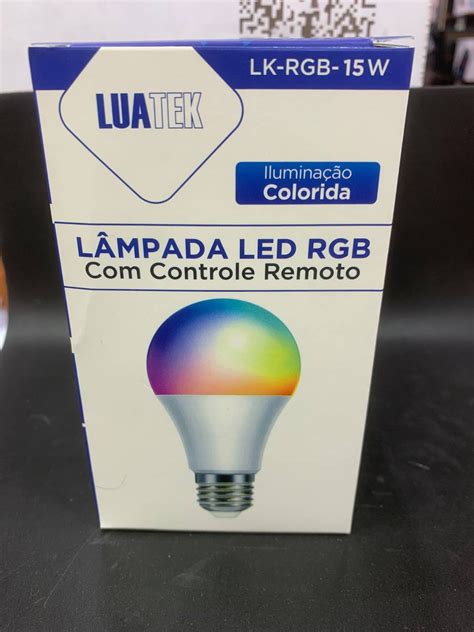 LK-RGB-15W
LUATEK
Iluminação
Colorida
LÂMPADA LED RGB
Com Controle Remoto